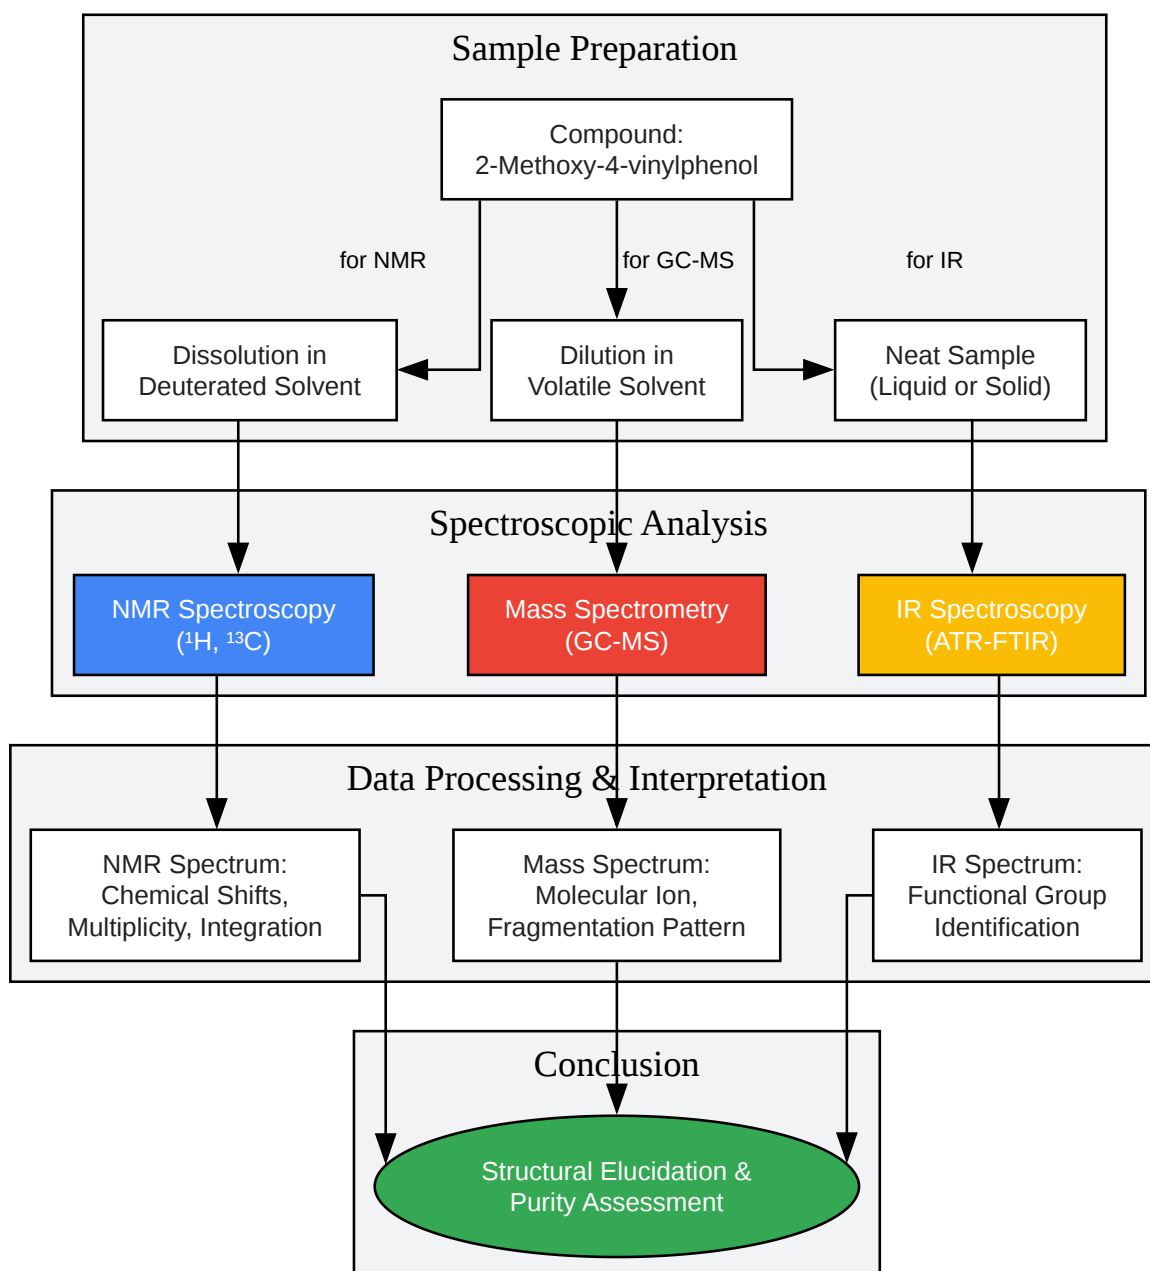 Sample Preparation
Compound:
2-Methoxy-4-vinylphenol
for NMR
for GC-MS
for IR
Dissolution in
Deuterated Solvent
Dilution in
Volatile Solvent
Neat Sample
(Liquid or Solid)
Spectroscopic Analysis
NMR Spectroscopy
(¹H, ¹³C)
Mass Spectrometry
(GC-MS)
IR Spectroscopy
(ATR-FTIR)
Data Processing & Interpretation
NMR Spectrum:
Chemical Shifts,
Multiplicity, Integration
Mass Spectrum:
Molecular Ion,
Fragmentation Pattern
IR Spectrum:
Functional Group
Identification
Conclusion
Structural Elucidation &
Purity Assessment